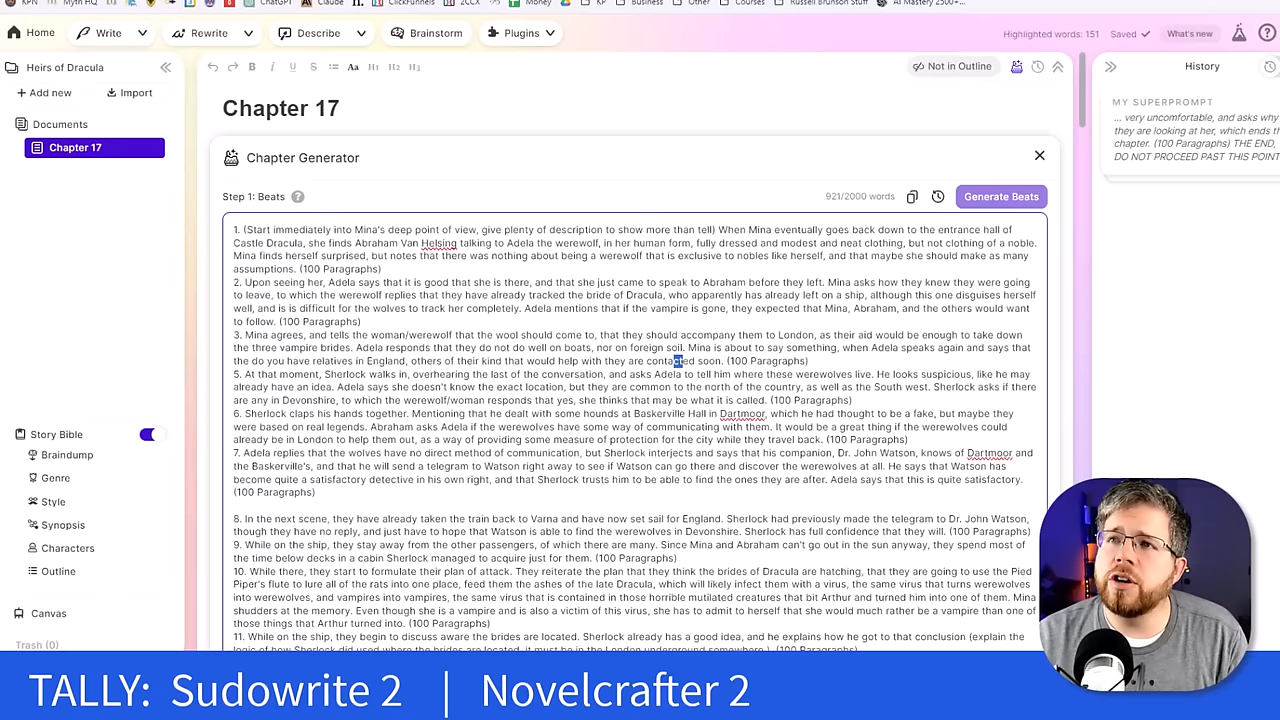 KPN
Myth HQ
ChatGPT
Claude
ClickFunnels
2CCX
Money
KP
Business
Other
Courses
Russell Brunson Stuff
AI Mastery 2500+...
Home
Write
Rewrite
Describe
Brainstorm
Plugins
Highlighted words: 151
Saved
What's new
Heirs of Dracula
+ Add new
Import
Documents
Chapter 17
B I U S Aa H1 H2 H3
Not in Outline
History
Chapter 17
MY SUPERPROMPT
... very uncomfortable, and asks why
they are looking at her, which ends th
chapter. (100 Paragraphs) THE END,
DO NOT PROCEED PAST THIS POINT
Chapter Generator
Step 1: Beats
921/2000 words
Generate Beats
1. (Start immediately into Mina's deep point of view, give plenty of description to show more than tell) When Mina eventually goes back down to the entrance hall of
Castle Dracula, she finds Abraham Van Helsing talking to Adela the werewolf, in her human form, fully dressed and modest and neat clothing, but not clothing of a noble.
Mina finds herself surprised, but notes that there was nothing about being a werewolf that is exclusive to nobles like herself, and that maybe she should make as many
assumptions. (100 Paragraphs)
2. Upon seeing her, Adela says that it is good that she is there, and that she just came to speak to Abraham before they left. Mina asks how they knew they were going
to leave, to which the werewolf replies that they have already tracked the bride of Dracula, who apparently has already left on a ship, although this one disguises herself
well, and is is difficult for the wolves to track her completely. Adela mentions that if the vampire is gone, they expected that Mina, Abraham, and the others would want
to follow. (100 Paragraphs)
3. Mina agrees, and tells the woman/werewolf that the wool should come to, that they should accompany them to London, as their aid would be enough to take down
the three vampire brides. Adela responds that they do not do well on boats, nor on foreign soil. Mina is about to say something, when Adela speaks again and says that
the do you have relatives in England, others of their kind that would help with they are contacted soon. (100 Paragraphs)
5. At that moment, Sherlock walks in, overhearing the last of the conversation, and asks Adela to tell him where these werewolves live. He looks suspicious, like he may
already have an idea. Adela says she doesn't know the exact location, but they are common to the north of the country, as well as the South west. Sherlock asks if there
are any in Devonshire, to which the werewolf/woman responds that yes, she thinks that may be what it is called. (100 Paragraphs)
6. Sherlock claps his hands together. Mentioning that he dealt with some hounds at Baskerville Hall in Dartmoor, which he had thought to be a fake, but maybe they
were based on real legends. Abraham asks Adela if the werewolves have some way of communicating with them. It would be a great thing if the werewolves could
already be in London to help them out, as a way of providing some measure of protection for the city while they travel back. (100 Paragraphs)
7. Adela replies that the wolves have no direct method of communication, but Sherlock interjects and says that his companion, Dr. John Watson, knows of Dartmoor and
the Baskerville's, and that he will send a telegram to Watson right away to see if Watson can go there and discover the werewolves at all. He says that Watson has
become quite a satisfactory detective in his own right, and that Sherlock trusts him to be able to find the ones they are after. Adela says that this is quite satisfactory.
(100 Paragraphs)
8. In the next scene, they have already taken the train back to Varna and have now set sail for England. Sherlock had previously made the telegram to Dr. John Watson,
though they have no reply, and just have to hope that Watson is able to find the werewolves in Devonshire. Sherlock has full confidence that they will. (100 Paragraphs)
9. While on the ship, they stay away from the other passengers, of which there are many. Since Mina and Abraham can't go out in the sun anyway, they spend most of
the time below decks in a cabin Sherlock managed to acquire just for them. (100 Paragraphs)
10. While there, they start to formulate their plan of attack. They reiterate the plan that they think the brides of Dracula are hatching, that they are going to use the Pied
Piper's flute to lure all of the rats into one place, feed them the ashes of the late Dracula, which will likely infect them with a virus, the same virus that turns werewolves
into werewolves, and vampires into vampires, the same virus that is contained in those horrible mutilated creatures that bit Arthur and turned him into one of them. Mina
shudders at the memory. Even though she is a vampire and is also a victim of this virus, she has to admit to herself that she would much rather be a vampire than one of
those things that Arthur turned into. (100 Paragraphs)
11. While on the ship, they begin to discuss aware the brides are located. Sherlock already has a good idea, and he explains how he got to that conclusion (explain the
logic of how Sherlock did used where the brides are located, it must be in the London underground somewhere.). (100 Paragraphs)
Story Bible
Braindump
Genre
Style
Synopsis
Characters
Outline
Canvas
Trash (0)
TALLY: Sudowrite 2 | Novelcrafter 2